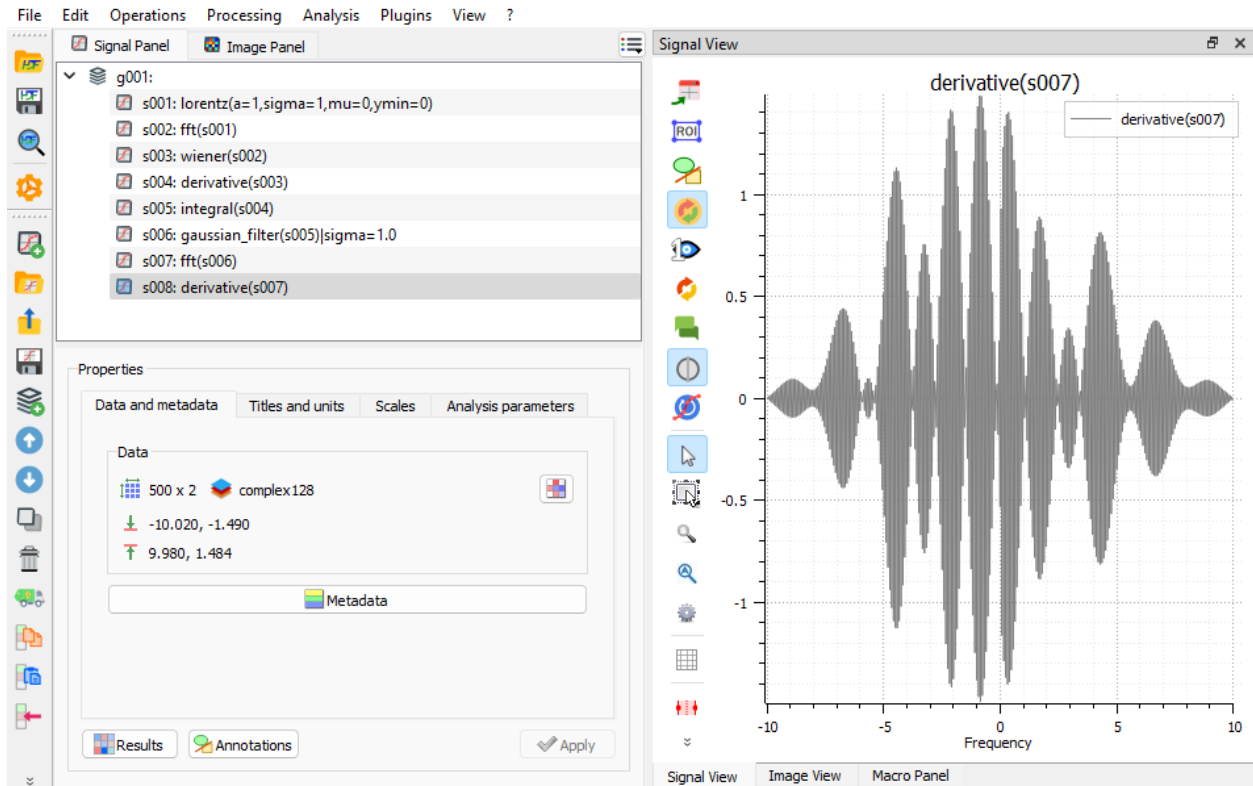 File Edit Operations Processing Analysis Plugins View ?
Signal Panel Image Panel
g001:
s001: lorentz(a=1,sigma=1,mu=0,ymin=0)
s002: fft(s001)
s003: wiener(s002)
s004: derivative(s003)
s005: integral(s004)
s006: gaussian_filter(s005)|sigma=1.0
s007: fft(s006)
s008: derivative(s007)
Properties
Data and metadata Titles and units Scales Analysis parameters
Data
500 x 2 complex128
-10.020, -1.490
9.980, 1.484
Metadata
Results Annotations Apply
Signal View
ROI
derivative(s007)
derivative(s007)
1
0.5
0
-0.5
-1
-10 -5 0 5 10
Frequency
Signal View Image View Macro Panel